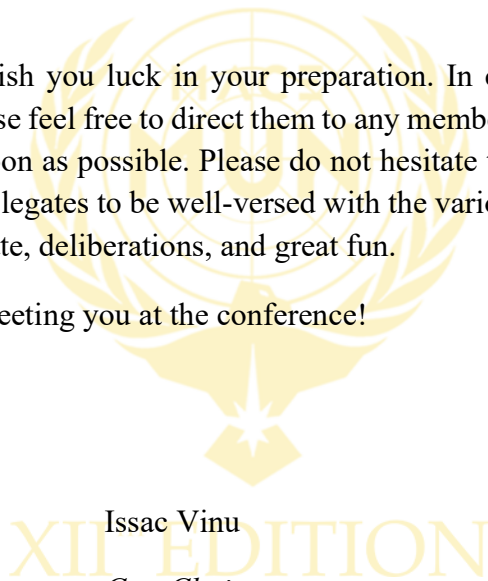 ish you luck in your preparation. In
se feel free to direct them to any memb
on as possible. Please do not hesitate
legates to be well-versed with the vario
te, deliberations, and great fun.
eeting you at the conference!
Issac Vinu
XII EDITION